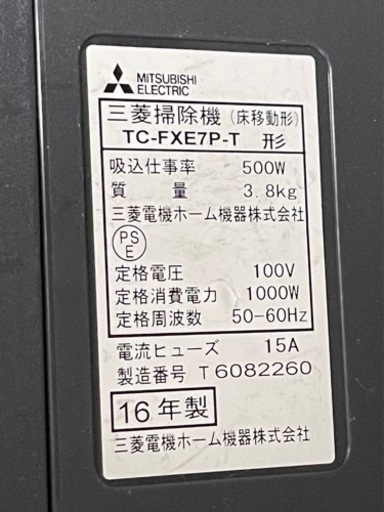 MITSUBISHI
ELECTRIC
三菱掃除機 (床移動形)
TC-FXE7P-T 形
吸込仕事率 500W
質量 3.8kg
三菱電機ホーム機器株式会社
PS
E
定格電圧 100V
定格消費電力 1000W
定格周波数 50-60Hz
電流ヒューズ 15A
製造番号 T6082260
16年製
三菱電機ホーム機器株式会社